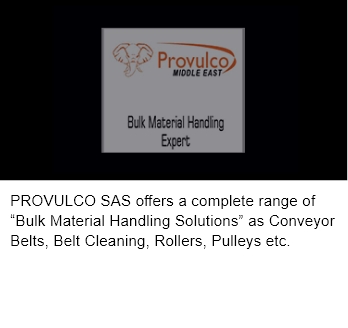 Provulco
MIDDLE EAST
Bulk Material Handling
Expert
PROVULCO SAS offers a complete range of
“Bulk Material Handling Solutions” as Conveyor
Belts, Belt Cleaning, Rollers, Pulleys etc.